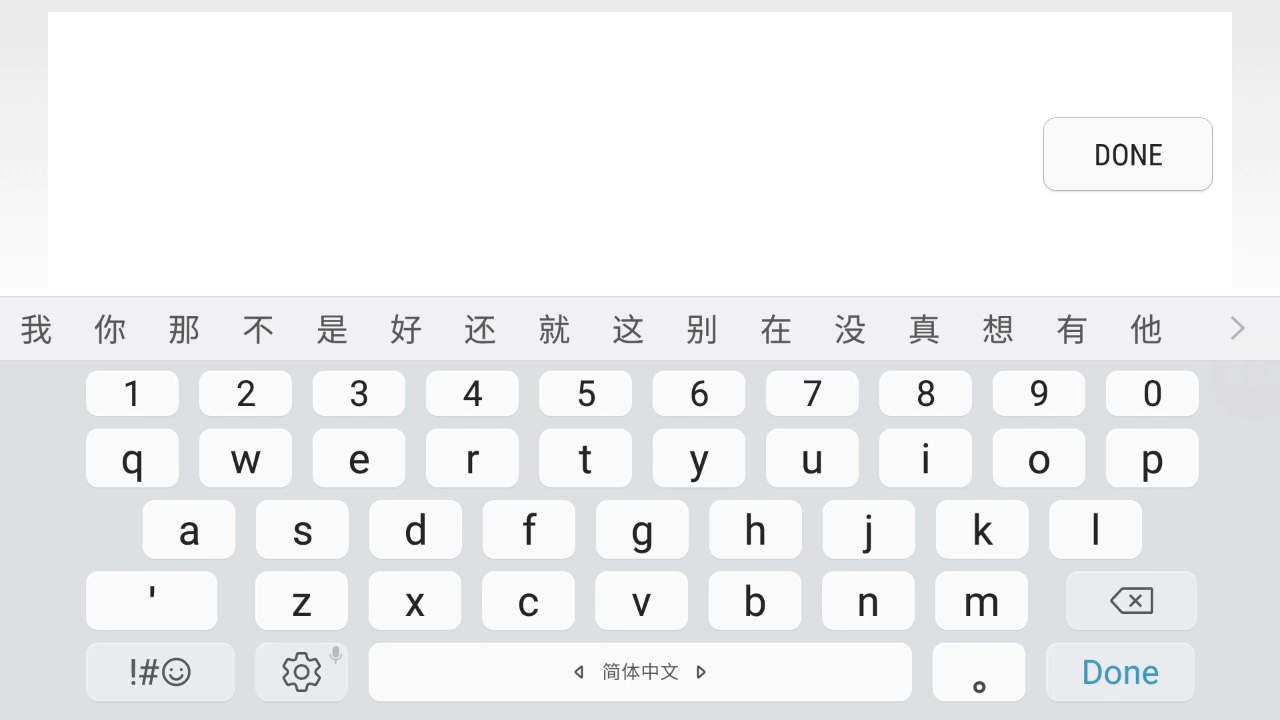 DONE
我 你 那 不 是 好 还 就 这 别 在 没 真 想 有 他
1 2 3 4 5 6 7 8 9 0
q w e r t y u i o p
a s d f g h j k l
' z x c v b n m
!#☺ 简体中文 。 Done